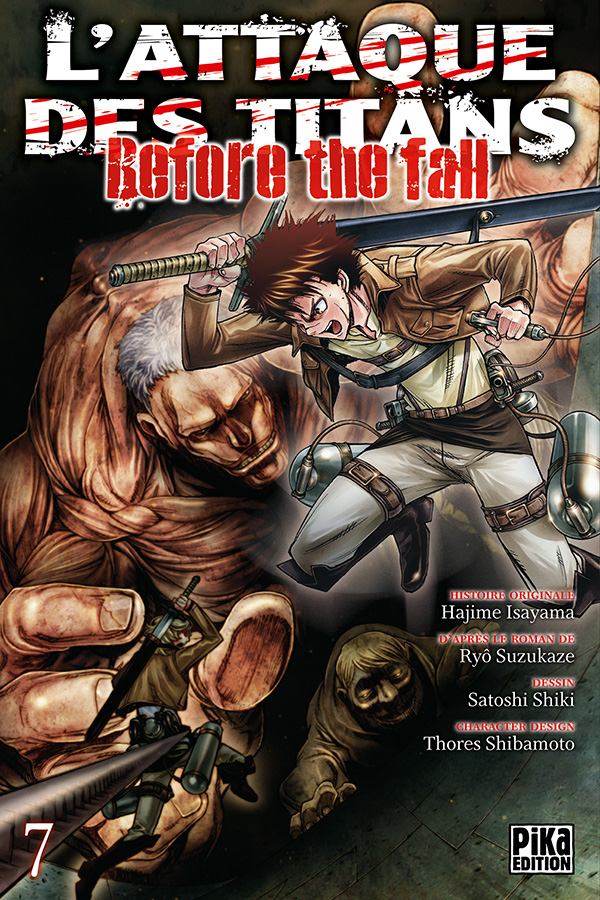 L'ATTAQUE
DES TITANS
Before the fall
HISTOIRE ORIGINALE
Hajime Isayama
D'APRÈS LE ROMAN DE
Ryô Suzukaze
DESSIN
Satoshi Shiki
CHARACTER DESIGN
Thores Shibamoto
7
PIKA
EDITION